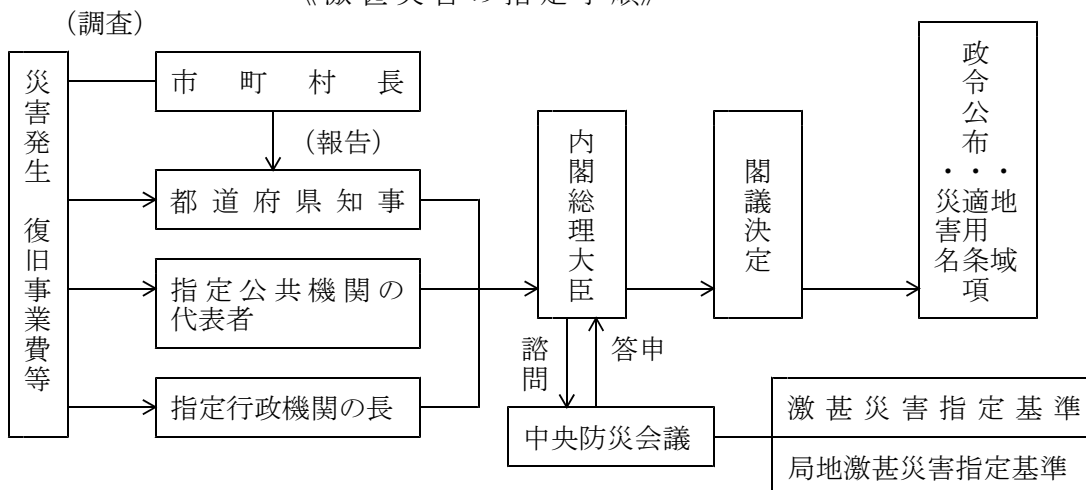 《激甚災害の指定手順》
(調査)
災害発生 復旧事業費等
市町村長
(報告)
都道府県知事
指定公共機関の
代表者
指定行政機関の長
内閣総理大臣
諮問
答申
中央防災会議
激甚災害指定基準
局地激甚災害指定基準
閣議決定
政令公布
・・・
地域
適用条項
災害名